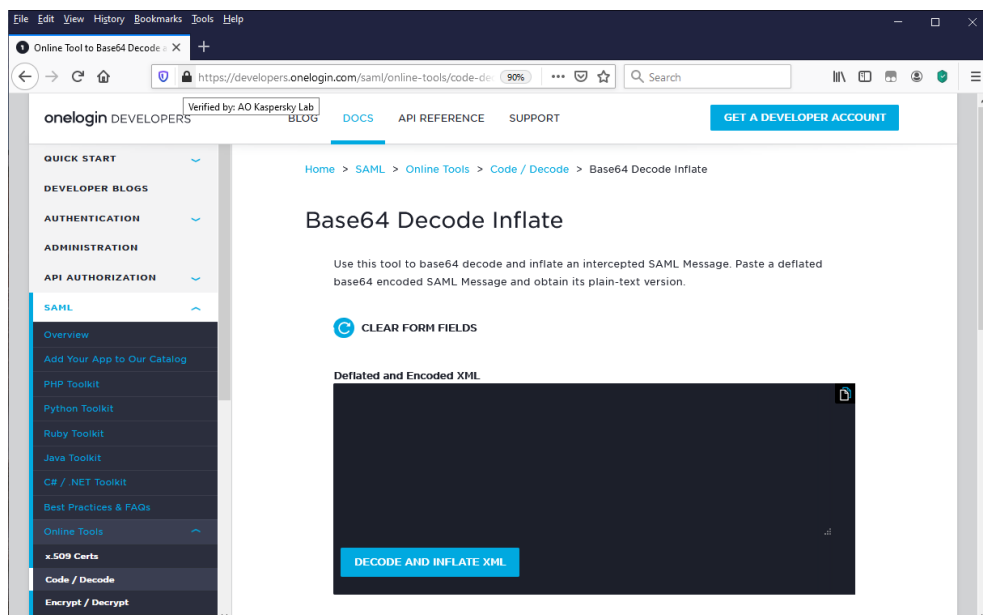 File Edit View History Bookmarks Tools Help
Online Tool to Base64 Decode
https://developers.onelogin.com/saml/online-tools/code-dec 90% Search
Verified by: AO Kaspersky Lab
onelogin DEVELOPERS BLOG DOCS API REFERENCE SUPPORT GET A DEVELOPER ACCOUNT
QUICK START
DEVELOPER BLOGS
AUTHENTICATION
ADMINISTRATION
API AUTHORIZATION
SAML
Overview
Add Your App to Our Catalog
PHP Toolkit
Python Toolkit
Ruby Toolkit
Java Toolkit
C# / .NET Toolkit
Best Practices & FAQs
Online Tools
x.509 Certs
Code / Decode
Encrypt / Decrypt
Home > SAML > Online Tools > Code / Decode > Base64 Decode Inflate
Base64 Decode Inflate
Use this tool to base64 decode and inflate an intercepted SAML Message. Paste a deflated
base64 encoded SAML Message and obtain its plain-text version.
CLEAR FORM FIELDS
Deflated and Encoded XML
DECODE AND INFLATE XML